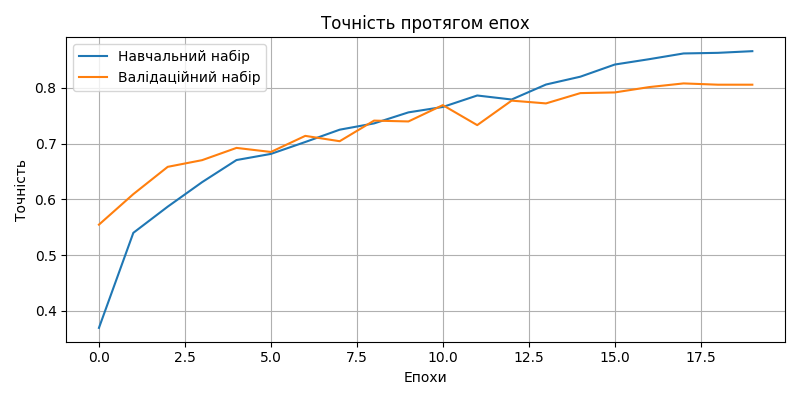 Точність протягом епох
Навчальний набір
Валідаційний набір
Точність
0.8
0.7
0.6
0.5
0.4
0.0 2.5 5.0 7.5 10.0 12.5 15.0 17.5
Епохи